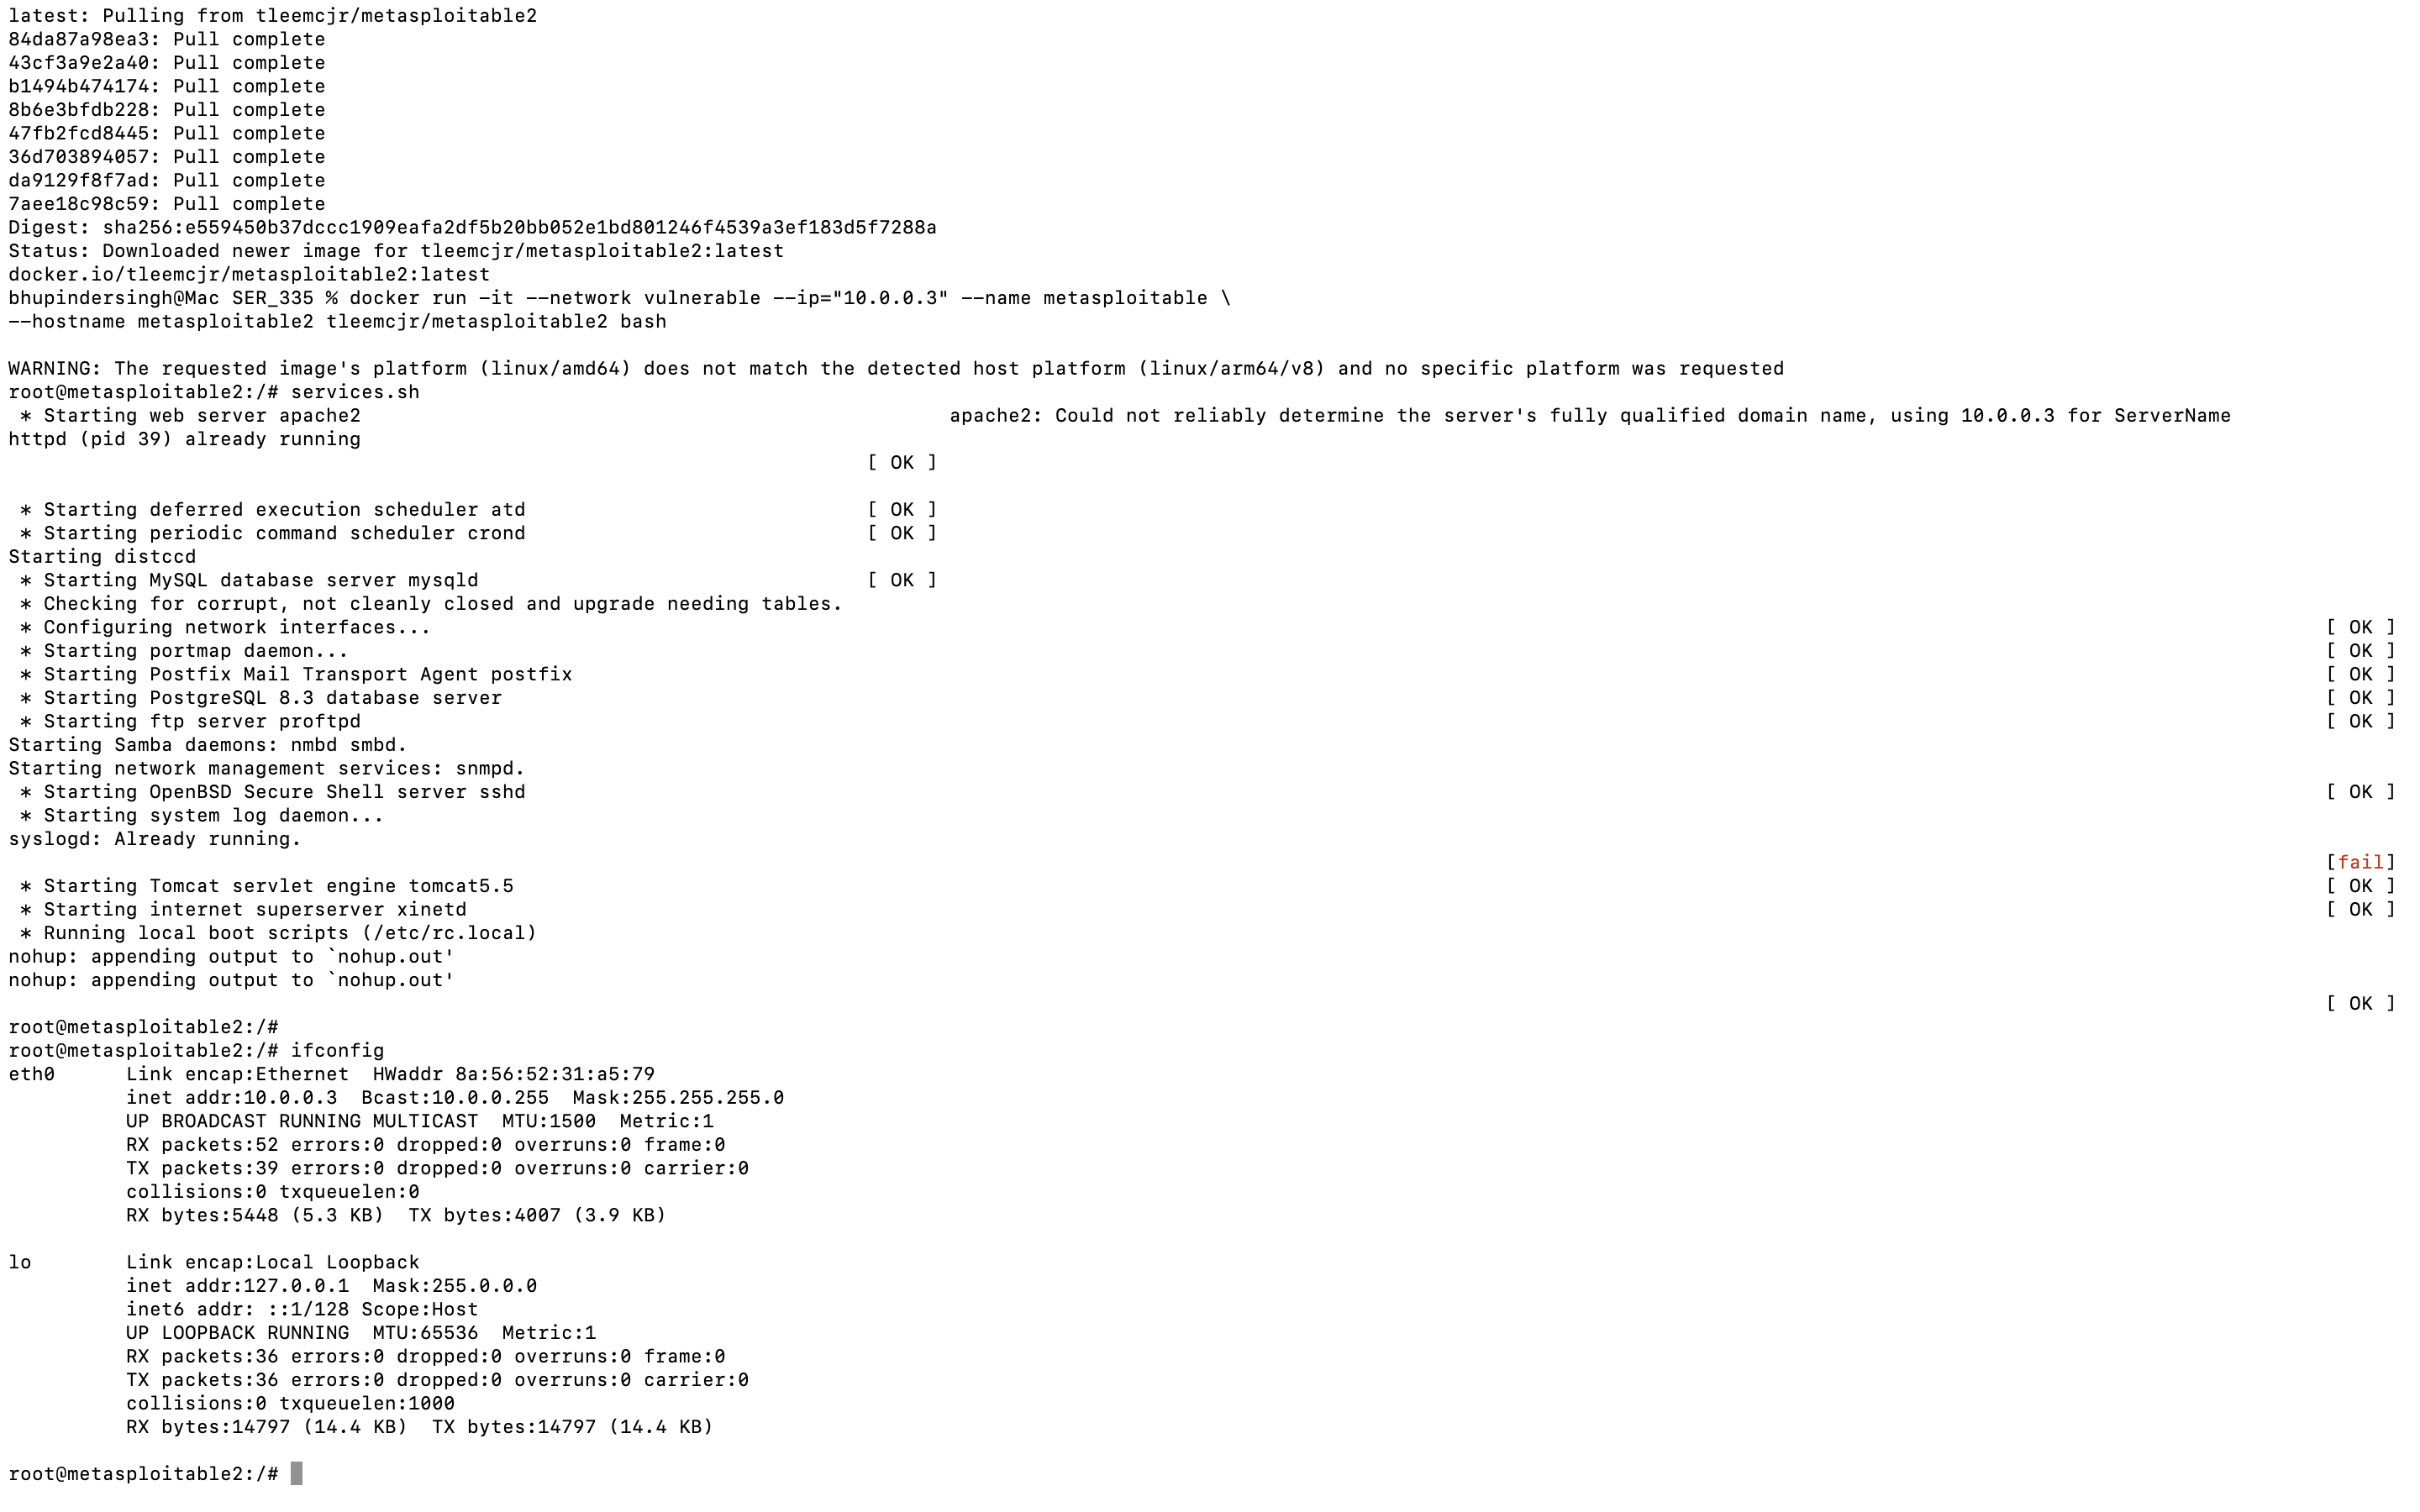 latest: Pulling from tleemcjr/metasploitable2
84da87a98ea3: Pull complete
43cf3a9e2a40: Pull complete
b1494b474174: Pull complete
8b6e3bfdb228: Pull complete
47fb2fcd8445: Pull complete
36d703894057: Pull complete
da9129f8f7ad: Pull complete
7aee18c98c59: Pull complete
Digest: sha256:e559450b37dccc1909eafa2df5b20bb052e1bd801246f4539a3ef183d5f7288a
Status: Downloaded newer image for tleemcjr/metasploitable2:latest
docker.io/tleemcjr/metasploitable2:latest
bhupindersingh@Mac SER_335 % docker run -it --network vulnerable --ip="10.0.0.3" --name metasploitable \
--hostname metasploitable2 tleemcjr/metasploitable2 bash
WARNING: The requested image's platform (linux/amd64) does not match the detected host platform (linux/arm64/v8) and no specific platform was requested
root@metasploitable2:/# services.sh
 * Starting web server apache2 apache2: Could not reliably determine the server's fully qualified domain name, using 10.0.0.3 for ServerName
httpd (pid 39) already running
[ OK ]
 * Starting deferred execution scheduler atd [ OK ]
 * Starting periodic command scheduler crond [ OK ]
Starting distccd
 * Starting MySQL database server mysqld [ OK ]
 * Checking for corrupt, not cleanly closed and upgrade needing tables.
 * Configuring network interfaces... [ OK ]
 * Starting portmap daemon... [ OK ]
 * Starting Postfix Mail Transport Agent postfix [ OK ]
 * Starting PostgreSQL 8.3 database server [ OK ]
 * Starting ftp server proftpd [ OK ]
Starting Samba daemons: nmbd smbd.
Starting network management services: snmpd.
 * Starting OpenBSD Secure Shell server sshd [ OK ]
 * Starting system log daemon...
syslogd: Already running.
[fail]
 * Starting Tomcat servlet engine tomcat5.5 [ OK ]
 * Starting internet superserver xinetd [ OK ]
 * Running local boot scripts (/etc/rc.local)
nohup: appending output to `nohup.out'
nohup: appending output to `nohup.out'
[ OK ]
root@metasploitable2:/#
root@metasploitable2:/# ifconfig
eth0 Link encap:Ethernet HWaddr 8a:56:52:31:a5:79
inet addr:10.0.0.3 Bcast:10.0.0.255 Mask:255.255.255.0
UP BROADCAST RUNNING MULTICAST MTU:1500 Metric:1
RX packets:52 errors:0 dropped:0 overruns:0 frame:0
TX packets:39 errors:0 dropped:0 overruns:0 carrier:0
collisions:0 txqueuelen:0
RX bytes:5448 (5.3 KB) TX bytes:4007 (3.9 KB)
lo Link encap:Local Loopback
inet addr:127.0.0.1 Mask:255.0.0.0
inet6 addr: ::1/128 Scope:Host
UP LOOPBACK RUNNING MTU:65536 Metric:1
RX packets:36 errors:0 dropped:0 overruns:0 frame:0
TX packets:36 errors:0 dropped:0 overruns:0 carrier:0
collisions:0 txqueuelen:1000
RX bytes:14797 (14.4 KB) TX bytes:14797 (14.4 KB)
root@metasploitable2:/#